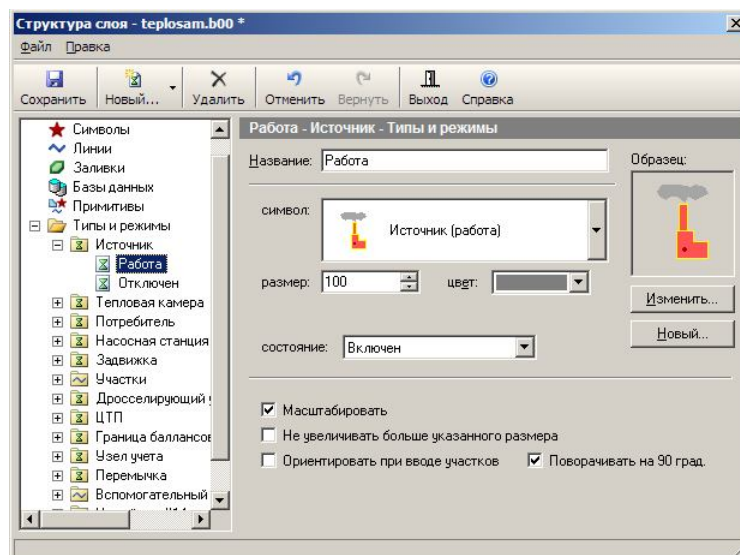 Структура слоя - teplosam.b00 *
Файл Правка
Сохранить Новый... Удалить Отменить Вернуть Выход Справка
Символы
Линии
Заливки
Базы данных
Примитивы
Типы и режимы
Источник
Работа
Отключен
Тепловая камера
Потребитель
Насосная станция
Задвижка
Участки
Дросселирующий
ЦТП
Граница баллансов
Узел учета
Перемычка
Вспомогательный
Работа - Источник - Типы и режимы
Название: Работа
Образец:
символ: Источник (работа)
размер: 100 цвет:
Изменить...
Новый...
состояние: Включен
Масштабировать
Не увеличивать больше указанного размера
Ориентировать при вводе участков Поворачивать на 90 град.